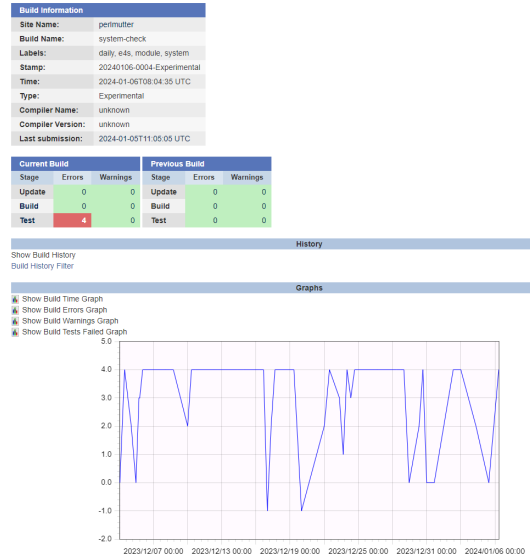 Build Information
Site Name: perlmutter
Build Name: system-check
Labels: daily, e4s, module, system
Stamp: 20240106-0004-Experimental
Time: 2024-01-06T08:04:35 UTC
Type: Experimental
Compiler Name: unknown
Compiler Version: unknown
Last submission: 2024-01-05T11:05:05 UTC
Current Build Previous Build
Stage Errors Warnings Stage Errors Warnings
Update 0 0 Update 0 0
Build 0 0 Build 0 0
Test 4 0 Test 0 0
History
Show Build History
Build History Filter
Graphs
Show Build Time Graph
Show Build Errors Graph
Show Build Warnings Graph
Show Build Tests Failed Graph
5.0
4.0
3.0
2.0
1.0
0.0
-1.0
-2.0
2023/12/07 00:00 2023/12/13 00:00 2023/12/19 00:00 2023/12/25 00:00 2023/12/31 00:00 2024/01/06 00:00